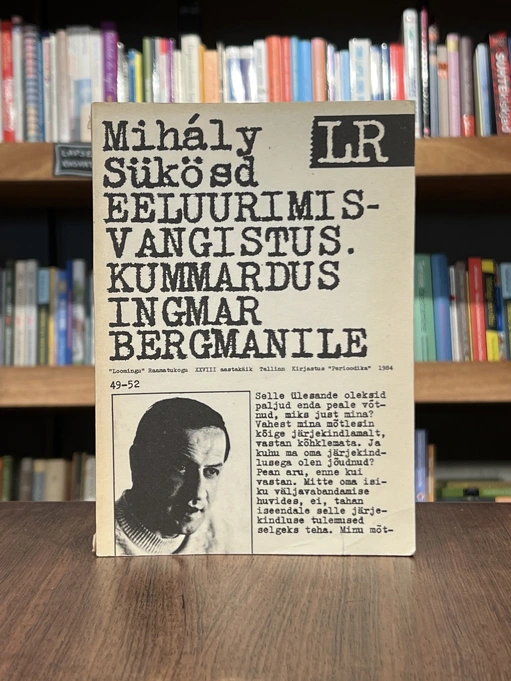 Mihály
Sükösd
LR
EELUURIMIS-
VANGISTUS.
KUMMARDUS
INGMAR
BERGMANILE
"Loomingu" Raamatukogu XXVIII aastakäik Tallinn Kirjastus "Perioodika" 1984
49-52
Selle ülesande oleksid
paljud enda peale võt-
nud, miks just mina?
Vahest mina mõtlesin
kõige järjekindlamalt,
vastan kõhklemata. Ja
kuhu ma oma järjekind-
lusega olen jõudnud?
Pean aru, enne kui
vastan. Mitte oma isi-
ku väljavabandamise
huvides, ei, tahan
iseendale selle järje-
kindluse tulemused
selgeks teha. Minu mõt-